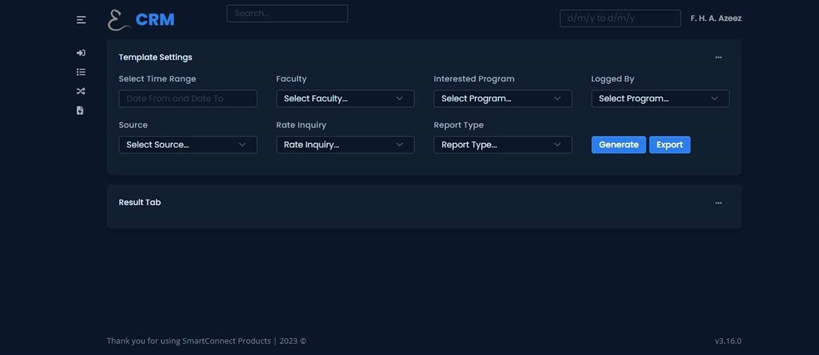 CRM
Search...
d/m/y to d/m/y
F. H. A. Azeez
Template Settings
Select Time Range
Faculty
Interested Program
Logged By
Date From and Date To
Select Faculty...
Select Program...
Select Program...
Source
Rate Inquiry
Report Type
Select Source...
Rate Inquiry...
Report Type...
Generate
Export
Result Tab
Thank you for using SmartConnect Products | 2023 ©
v3.16.0